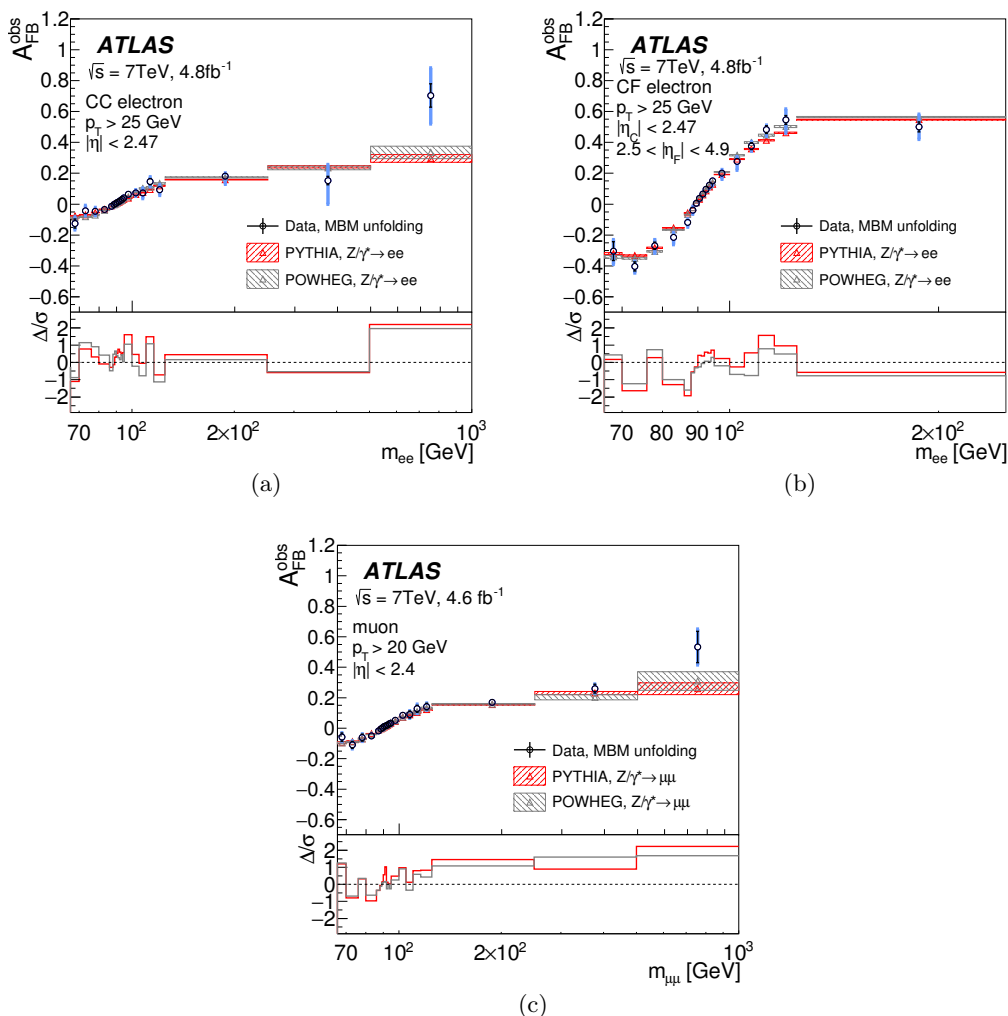 A_FB^obs
1.2
1
0.8
0.6
0.4
0.2
0
−0.2
−0.4
−0.6
ATLAS
√s = 7TeV, 4.8fb⁻¹
CC electron
p_T > 25 GeV
|η| < 2.47
Data, MBM unfolding
PYTHIA, Z/γ*→ee
POWHEG, Z/γ*→ee
Δ/σ
2
1
0
−1
−2
70 10² 2×10² 10³
m_ee [GeV]
(a)
A_FB^obs
1.2
1
0.8
0.6
0.4
0.2
0
−0.2
−0.4
−0.6
ATLAS
√s = 7TeV, 4.8fb⁻¹
CF electron
p_T > 25 GeV
|η_C| < 2.47
2.5 < |η_F| < 4.9
Data, MBM unfolding
PYTHIA, Z/γ*→ee
POWHEG, Z/γ*→ee
Δ/σ
2
1
0
−1
−2
70 80 90 10² 2×10²
m_ee [GeV]
(b)
A_FB^obs
1.2
1
0.8
0.6
0.4
0.2
0
−0.2
−0.4
−0.6
ATLAS
√s = 7TeV, 4.6 fb⁻¹
muon
p_T > 20 GeV
|η| < 2.4
Data, MBM unfolding
PYTHIA, Z/γ*→μμ
POWHEG, Z/γ*→μμ
Δ/σ
2
1
0
−1
−2
70 10² 2×10² 10³
m_μμ [GeV]
(c)